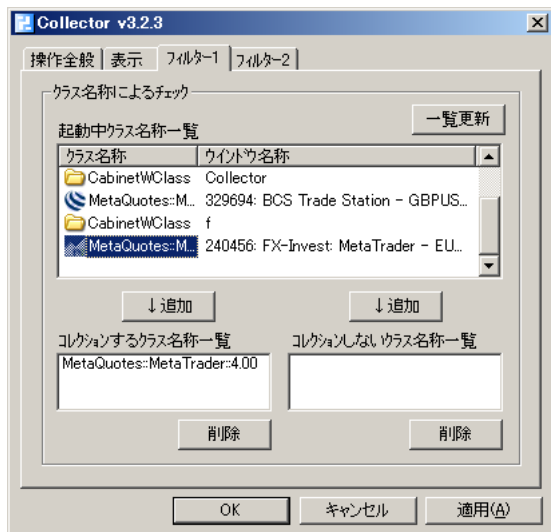 Collector v3.2.3
操作全般 表示 フィルター1 フィルター2
クラス名称によるチェック
一覧更新
起動中クラス名称一覧
クラス名称 ウインドウ名称
CabinetWClass Collector
MetaQuotes::M... 329694: BCS Trade Station - GBPUS...
CabinetWClass f
MetaQuotes::M... 240456: FX-Invest: MetaTrader - EU...
↓追加 ↓追加
コレクションするクラス名称一覧 コレクションしないクラス名称一覧
MetaQuotes::MetaTrader::4.00
削除 削除
OK キャンセル 適用(A)